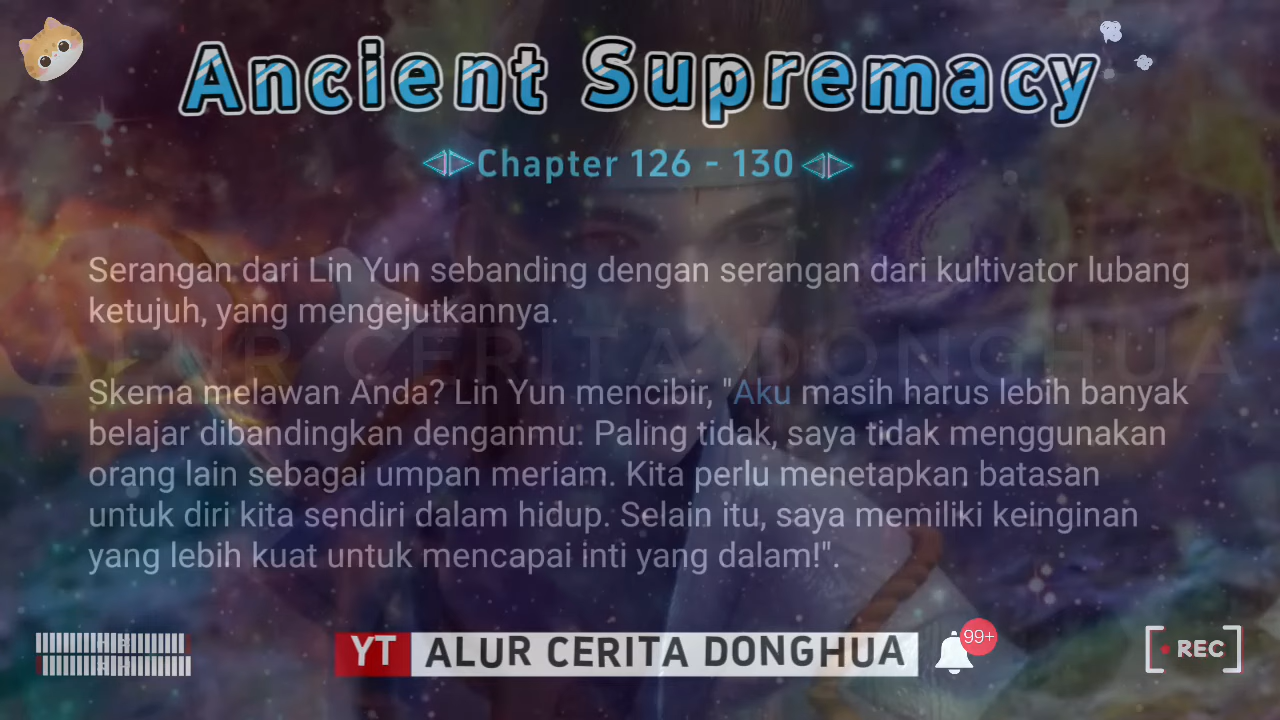 Ancient Supremacy
Chapter 126 - 130
Serangan dari Lin Yun sebanding dengan serangan dari kultivator lubang
ketujuh, yang mengejutkannya.
ALUR CERITA DONGHUA
Skema melawan Anda? Lin Yun mencibir, "Aku masih harus lebih banyak
belajar dibandingkan denganmu. Paling tidak, saya tidak menggunakan
orang lain sebagai umpan meriam. Kita perlu menetapkan batasan
untuk diri kita sendiri dalam hidup. Selain itu, saya memiliki keinginan
yang lebih kuat untuk mencapai inti yang dalam!".
YT ALUR CERITA DONGHUA
99+
REC